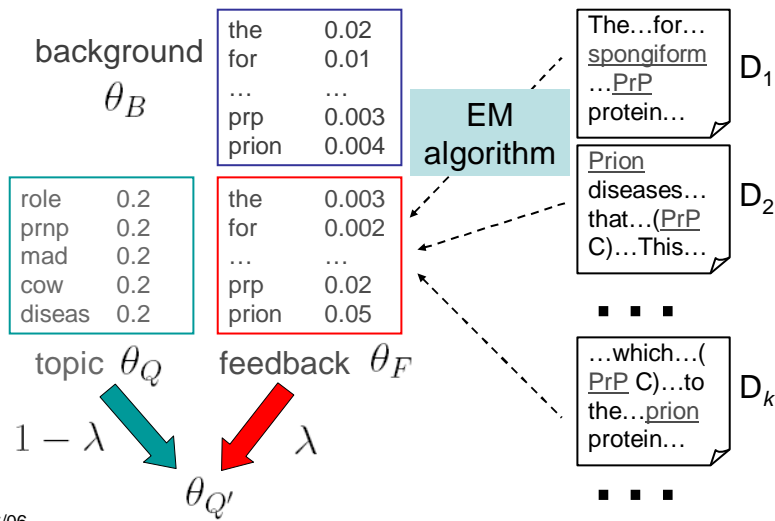 background
θ_B
the 0.02
for 0.01
… …
prp 0.003
prion 0.004
EM
algorithm
The…for…
spongiform
…PrP
protein…
D_1
role 0.2
prnp 0.2
mad 0.2
cow 0.2
diseas 0.2
the 0.003
for 0.002
… …
prp 0.02
prion 0.05
Prion
diseases…
that…(PrP
C)…This…
D_2
topic θ_Q
feedback θ_F
…which…(
PrP C)…to
the…prion
protein…
D_k
1 − λ
λ
θ_Q'